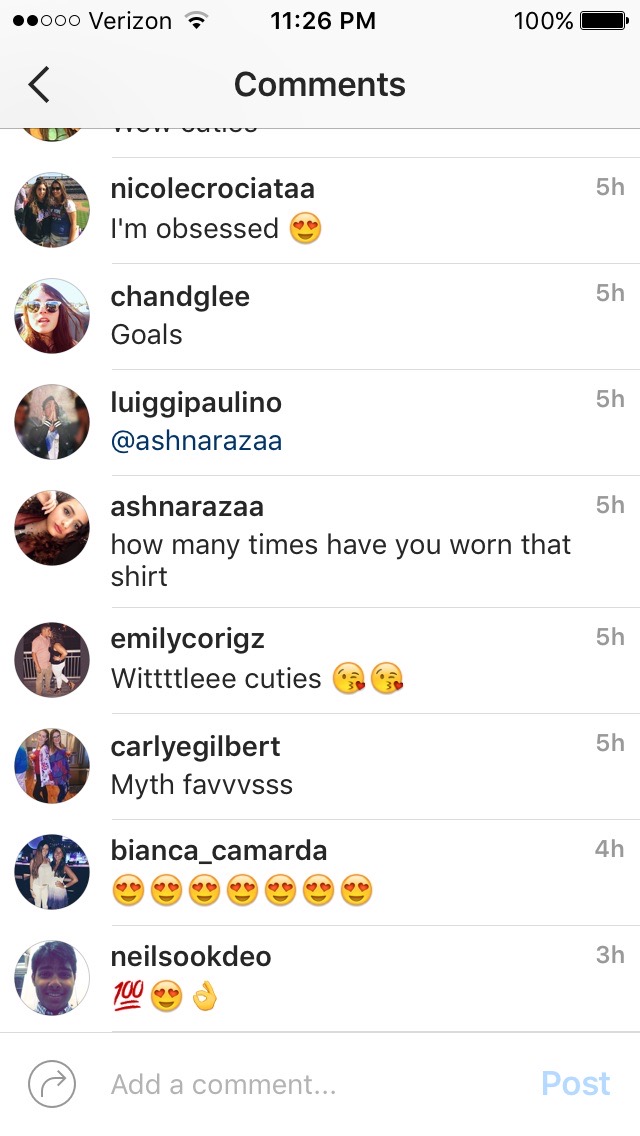 Verizon 11:26 PM 100%
Comments
Wow cuties
nicolecrociataa 5h
I'm obsessed 😍
chandglee 5h
Goals
luiggipaulino 5h
@ashnarazaa
ashnarazaa 5h
how many times have you worn that
shirt
emilycorigz 5h
Wittttleee cuties 😘😘
carlyegilbert 5h
Myth favvvsss
bianca_camarda 4h
😍😍😍😍😍😍😍
neilsookdeo 3h
💯😍👌
Add a comment... Post